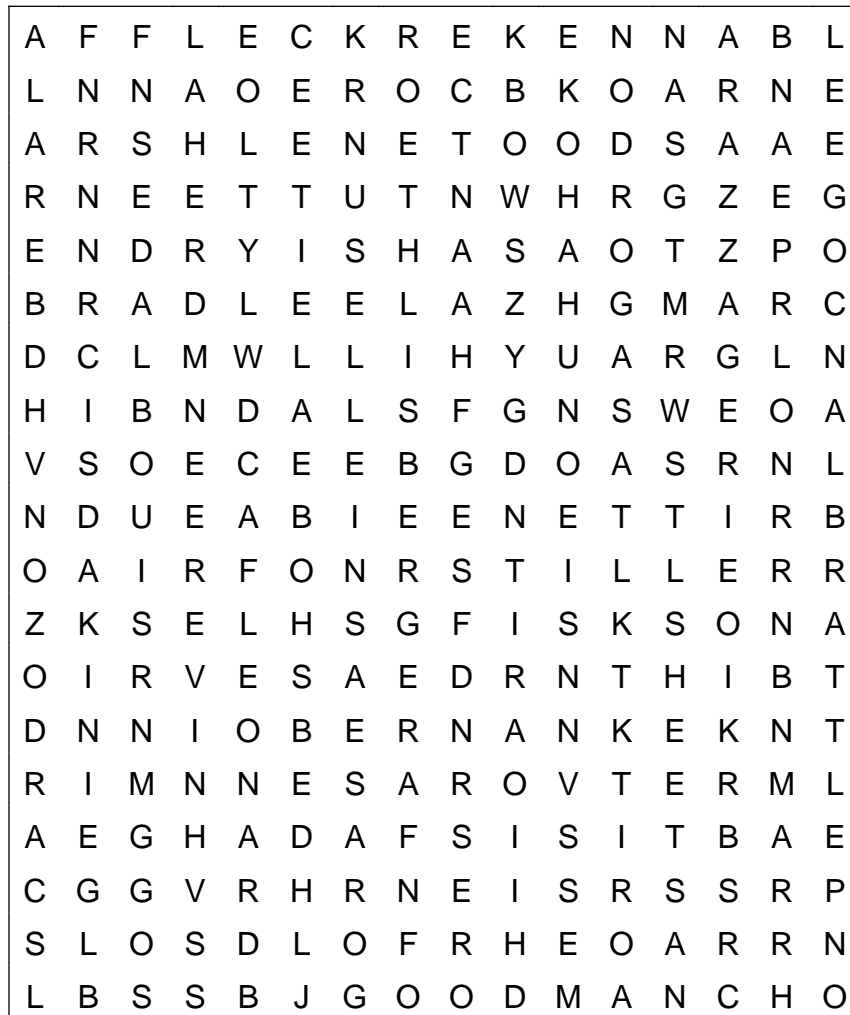 A F F L E C K R E K E N N A B L
L N N A O E R O C B K O A R N E
A R S H L E N E T O O D S A A E
R N E E T T U T N W H R G Z E G
E N D R Y I S H A S A O T Z P O
B R A D L E E L A Z H G M A R C
D C L M W L L I H Y U A R G L N
H I B N D A L S F G N S W E O A
V S O E C E E B G D O A S R N L
N D U E A B I E E N E T T I R B
O A I R F O N R S T I L L E R R
Z K S E L H S G F I S K S O N A
O I R V E S A E D R N T H I B T
D N N I O B E R N A N K E K N T
R I M N N E S A R O V T E R M L
A E G H A D A F S I S I T B A E
C G G V R H R N E I S R S S R P
S L O S D L O F R H E O A R R N
L B S S B J G O O D M A N C H O